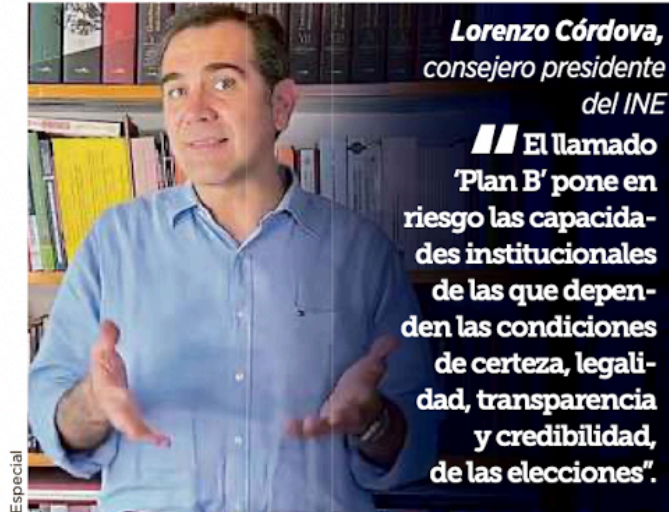 Lorenzo Córdova,
consejero presidente
del INE
"El llamado
'Plan B' pone en
riesgo las capacida-
des institucionales
de las que depen-
den las condiciones
de certeza, legali-
dad, transparencia
y credibilidad,
de las elecciones".
Especial